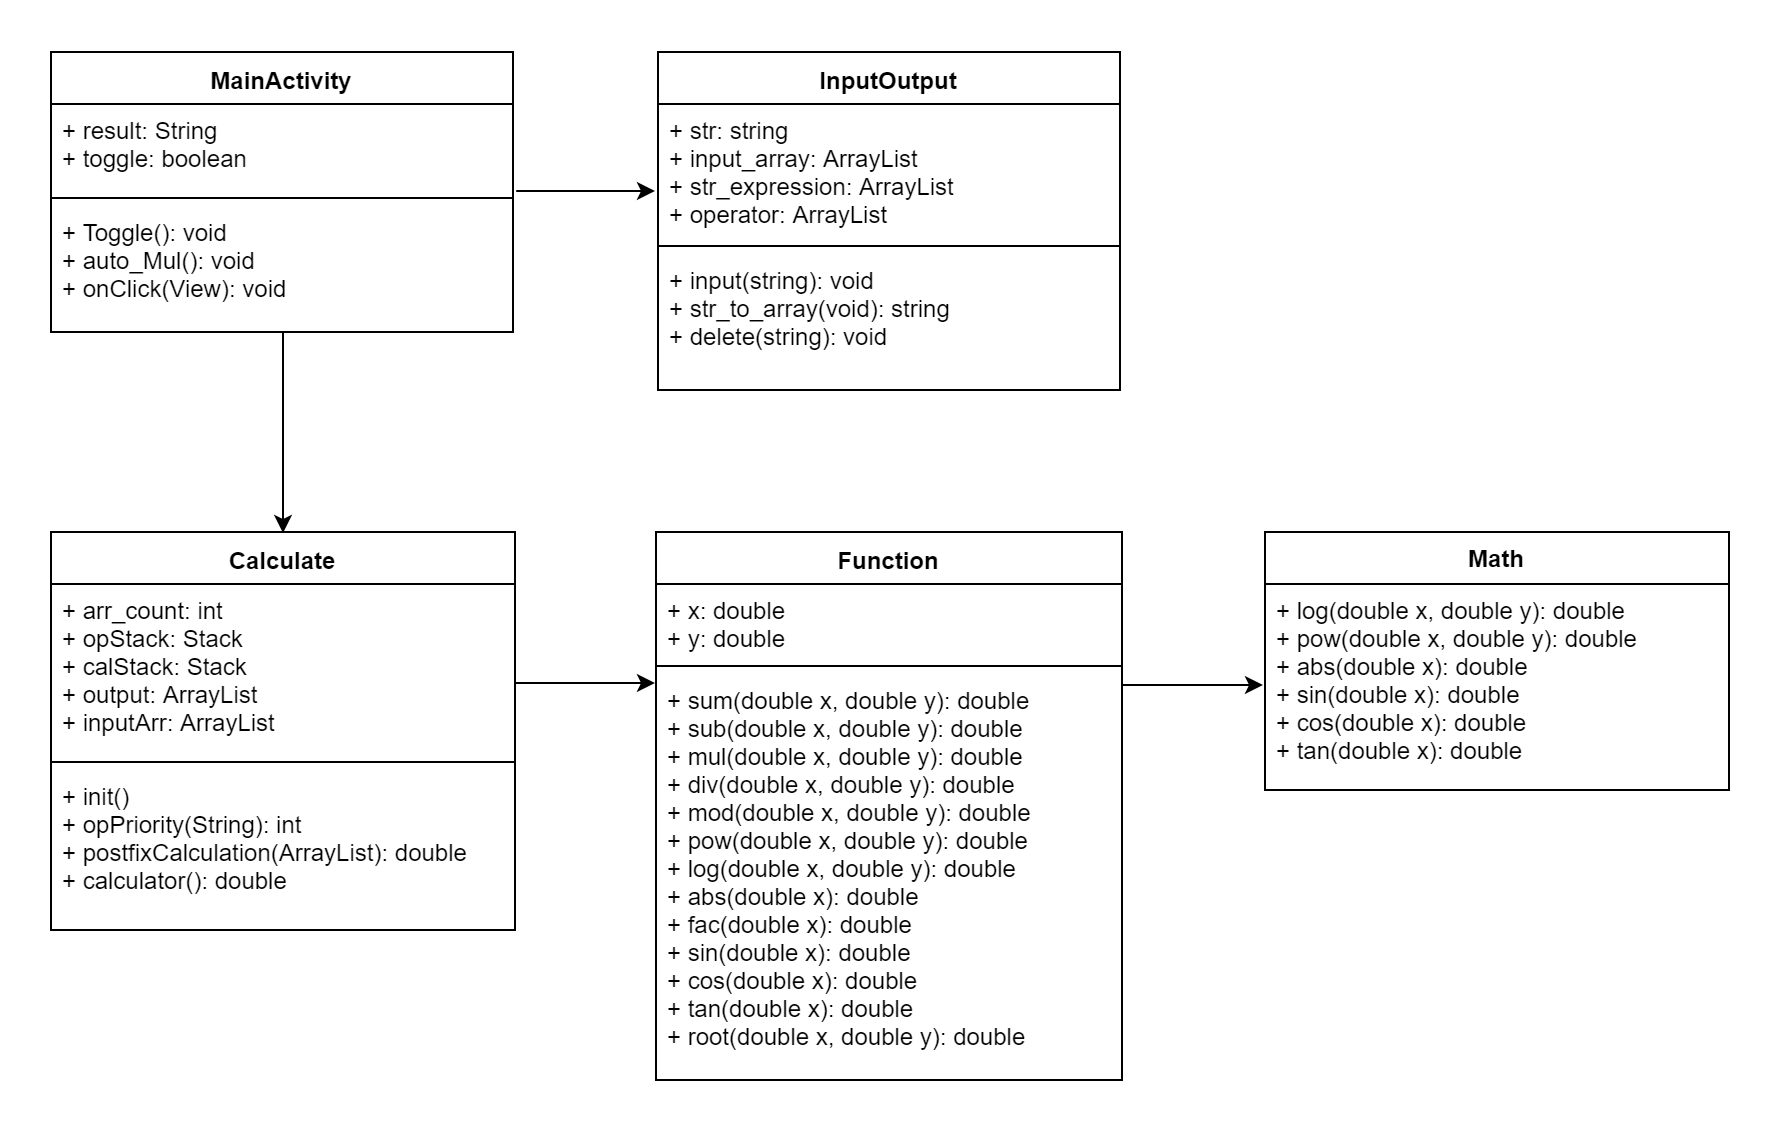 MainActivity
+ result: String
+ toggle: boolean
+ Toggle(): void
+ auto_Mul(): void
+ onClick(View): void
InputOutput
+ str: string
+ input_array: ArrayList
+ str_expression: ArrayList
+ operator: ArrayList
+ input(string): void
+ str_to_array(void): string
+ delete(string): void
Calculate
+ arr_count: int
+ opStack: Stack
+ calStack: Stack
+ output: ArrayList
+ inputArr: ArrayList
+ init()
+ opPriority(String): int
+ postfixCalculation(ArrayList): double
+ calculator(): double
Function
+ x: double
+ y: double
+ sum(double x, double y): double
+ sub(double x, double y): double
+ mul(double x, double y): double
+ div(double x, double y): double
+ mod(double x, double y): double
+ pow(double x, double y): double
+ log(double x, double y): double
+ abs(double x): double
+ fac(double x): double
+ sin(double x): double
+ cos(double x): double
+ tan(double x): double
+ root(double x, double y): double
Math
+ log(double x, double y): double
+ pow(double x, double y): double
+ abs(double x): double
+ sin(double x): double
+ cos(double x): double
+ tan(double x): double